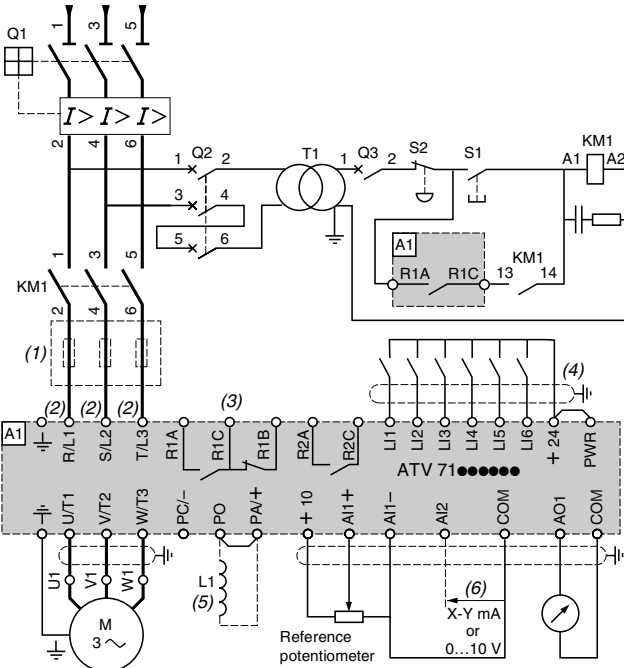 1 3 5
Q1
I> I> I>
2 4 6
1 Q2 2
3 4
5 6
T1
1 Q3 2
S2
S1
KM1
A1 A2
A1
R1A R1C
KM1
13 14
1 3 5
KM1
2 4 6
(1)
(2) (2) (2)
(3)
(4)
A1
R/L1 S/L2 T/L3 R1A R1C R1B R2A R2C LI1 LI2 LI3 LI4 LI5 LI6 + 24 PWR
ATV 71●●●●●●
U/T1 V/T2 W/T3 PC/- PO PA/+ + 10 AI1+ AI1- AI2 COM AO1 COM
U1 V1 W1
M
3
L1
(5)
(6)
X-Y mA
or
0...10 V
Reference
potentiometer